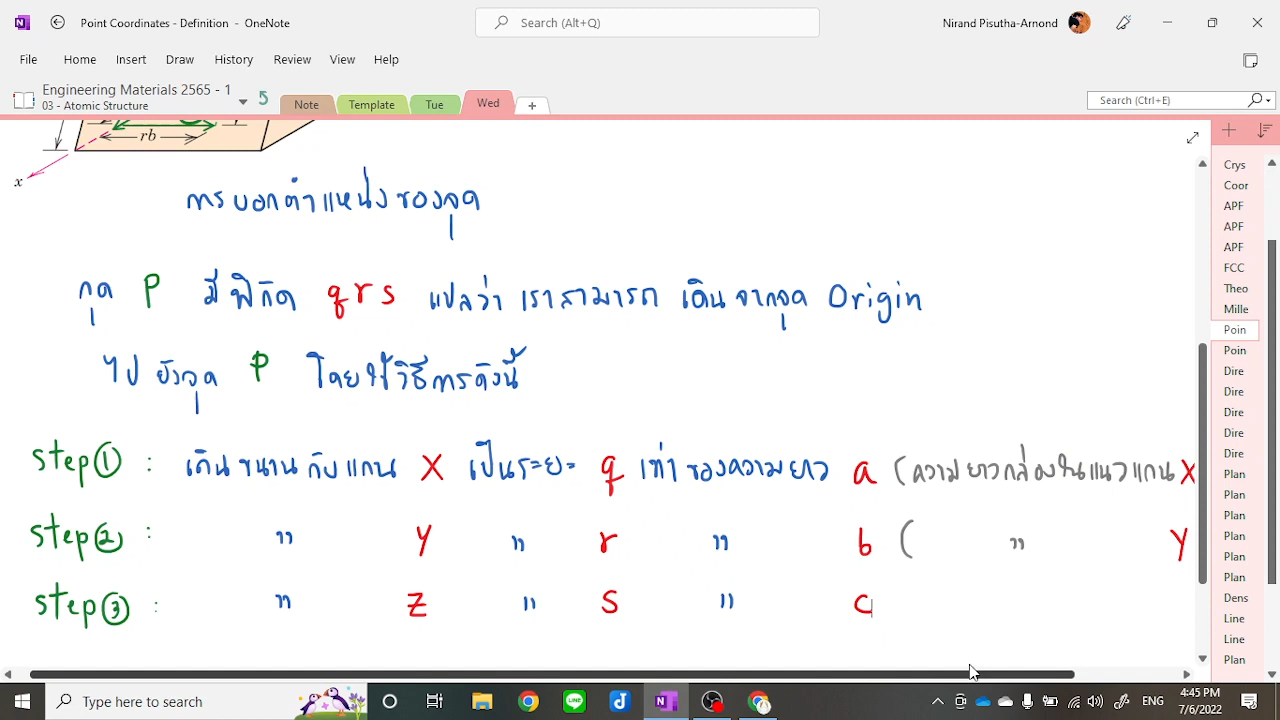 Point Coordinates - Definition - OneNote
Search (Alt+Q)
Nirand Pisutha-Arnond
File Home Insert Draw History Review View Help
Engineering Materials 2565 - 1
03 - Atomic Structure
Note Template Tue Wed
Search (Ctrl+E)
rb
x
การบอกตำแหน่งของจุด
จุด P มีพิกัด q r s แปลว่า เราสามารถ เดินจากจุด Origin
ไป ยังจุด P โดยใช้วิธีการดังนี้
step ① : เดินขนานกับแกน X เป็นระยะ q เท่าของความยาว a (ความยาวกล่องในแนวแกน X
step ② : " y " r " b ( " y
step ③ : " z " s " c
Crys
Coor
APF
APF
APF
FCC
Theo
Mille
Poin
Poin
Dire
Dire
Dire
Dire
Dire
Plan
Plan
Plan
Plan
Plan
Plan
Dens
Line
Line
Plan
Type here to search
ENG
4:45 PM
7/6/2022